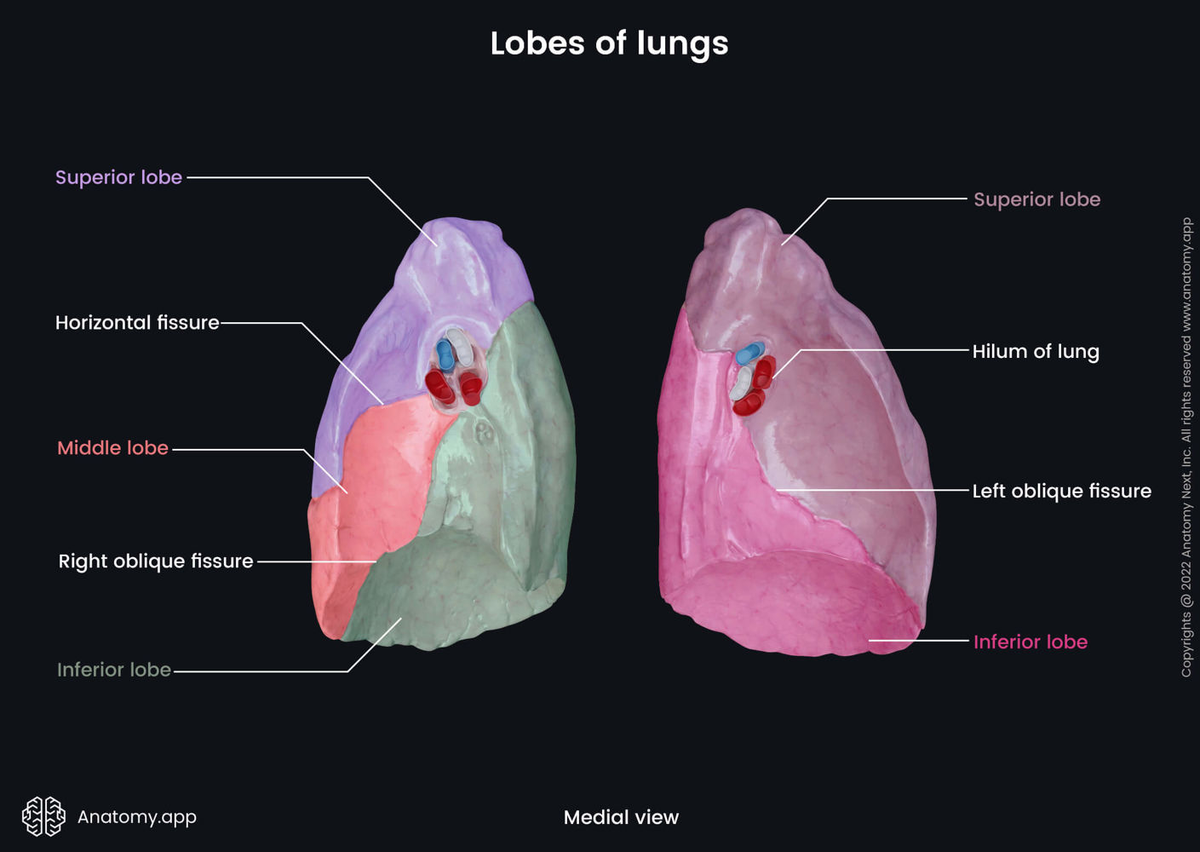 Lobes of lungs
Superior lobe
Horizontal fissure
Middle lobe
Right oblique fissure
Inferior lobe
Superior lobe
Hilum of lung
Left oblique fissure
Inferior lobe
Copyrights @ 2022 Anatomy Next, Inc. All rights reserved www.anatomy.app
Anatomy.app
Medial view